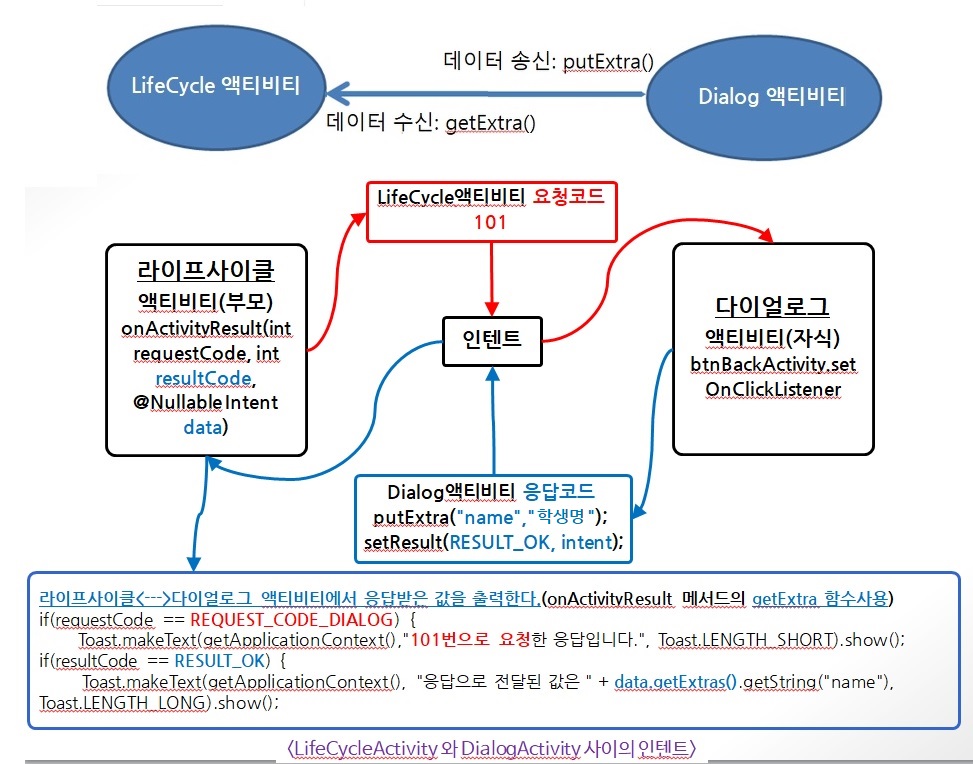 데이터 송신: putExtra()
LifeCycle 액티비티
Dialog 액티비티
데이터 수신: getExtra()
LifeCycle액티비티 요청코드
101
라이프사이클
액티비티(부모)
onActivityResult(int
requestCode, int
resultCode,
@Nullable Intent
data)
인텐트
다이얼로그
액티비티(자식)
btnBackActivity.set
OnClickListener
Dialog액티비티 응답코드
putExtra("name","학생명");
setResult(RESULT_OK, intent);
라이프사이클<--->다이얼로그 액티비티에서 응답받은 값을 출력한다.(onActivityResult 메서드의 getExtra 함수사용)
if(requestCode == REQUEST_CODE_DIALOG) {
Toast.makeText(getApplicationContext(),"101번으로 요청한 응답입니다.", Toast.LENGTH_SHORT).show();
if(resultCode == RESULT_OK) {
Toast.makeText(getApplicationContext(), "응답으로 전달된 값은 " + data.getExtras().getString("name"),
Toast.LENGTH_LONG).show();
<LifeCycleActivity 와 DialogActivity 사이의 인텐트>